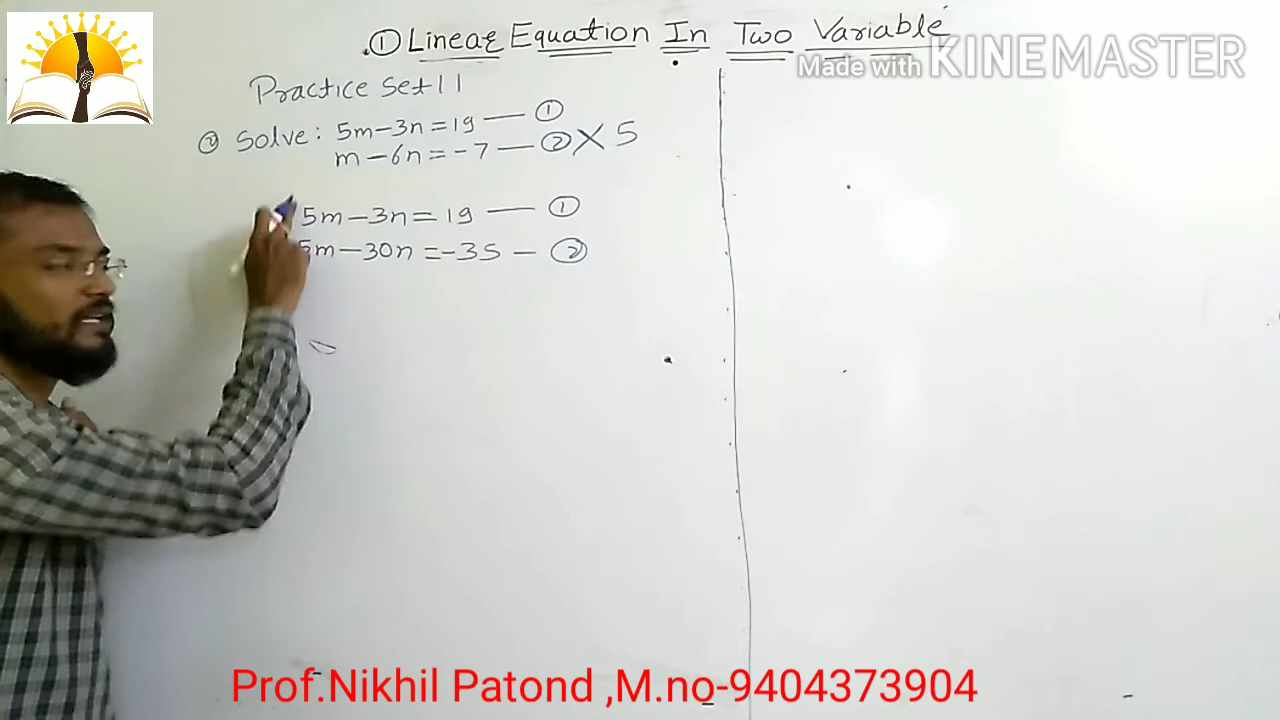 ① Linear Equation In Two Variable
Made with KINEMASTER
Practice Set 1 1
② Solve: 5m-3n=19 — ①
m-6n=-7 — ② X 5
5m-3n=19 — ①
5m-30n=-35 - ②
Prof.Nikhil Patond ,M.no-9404373904